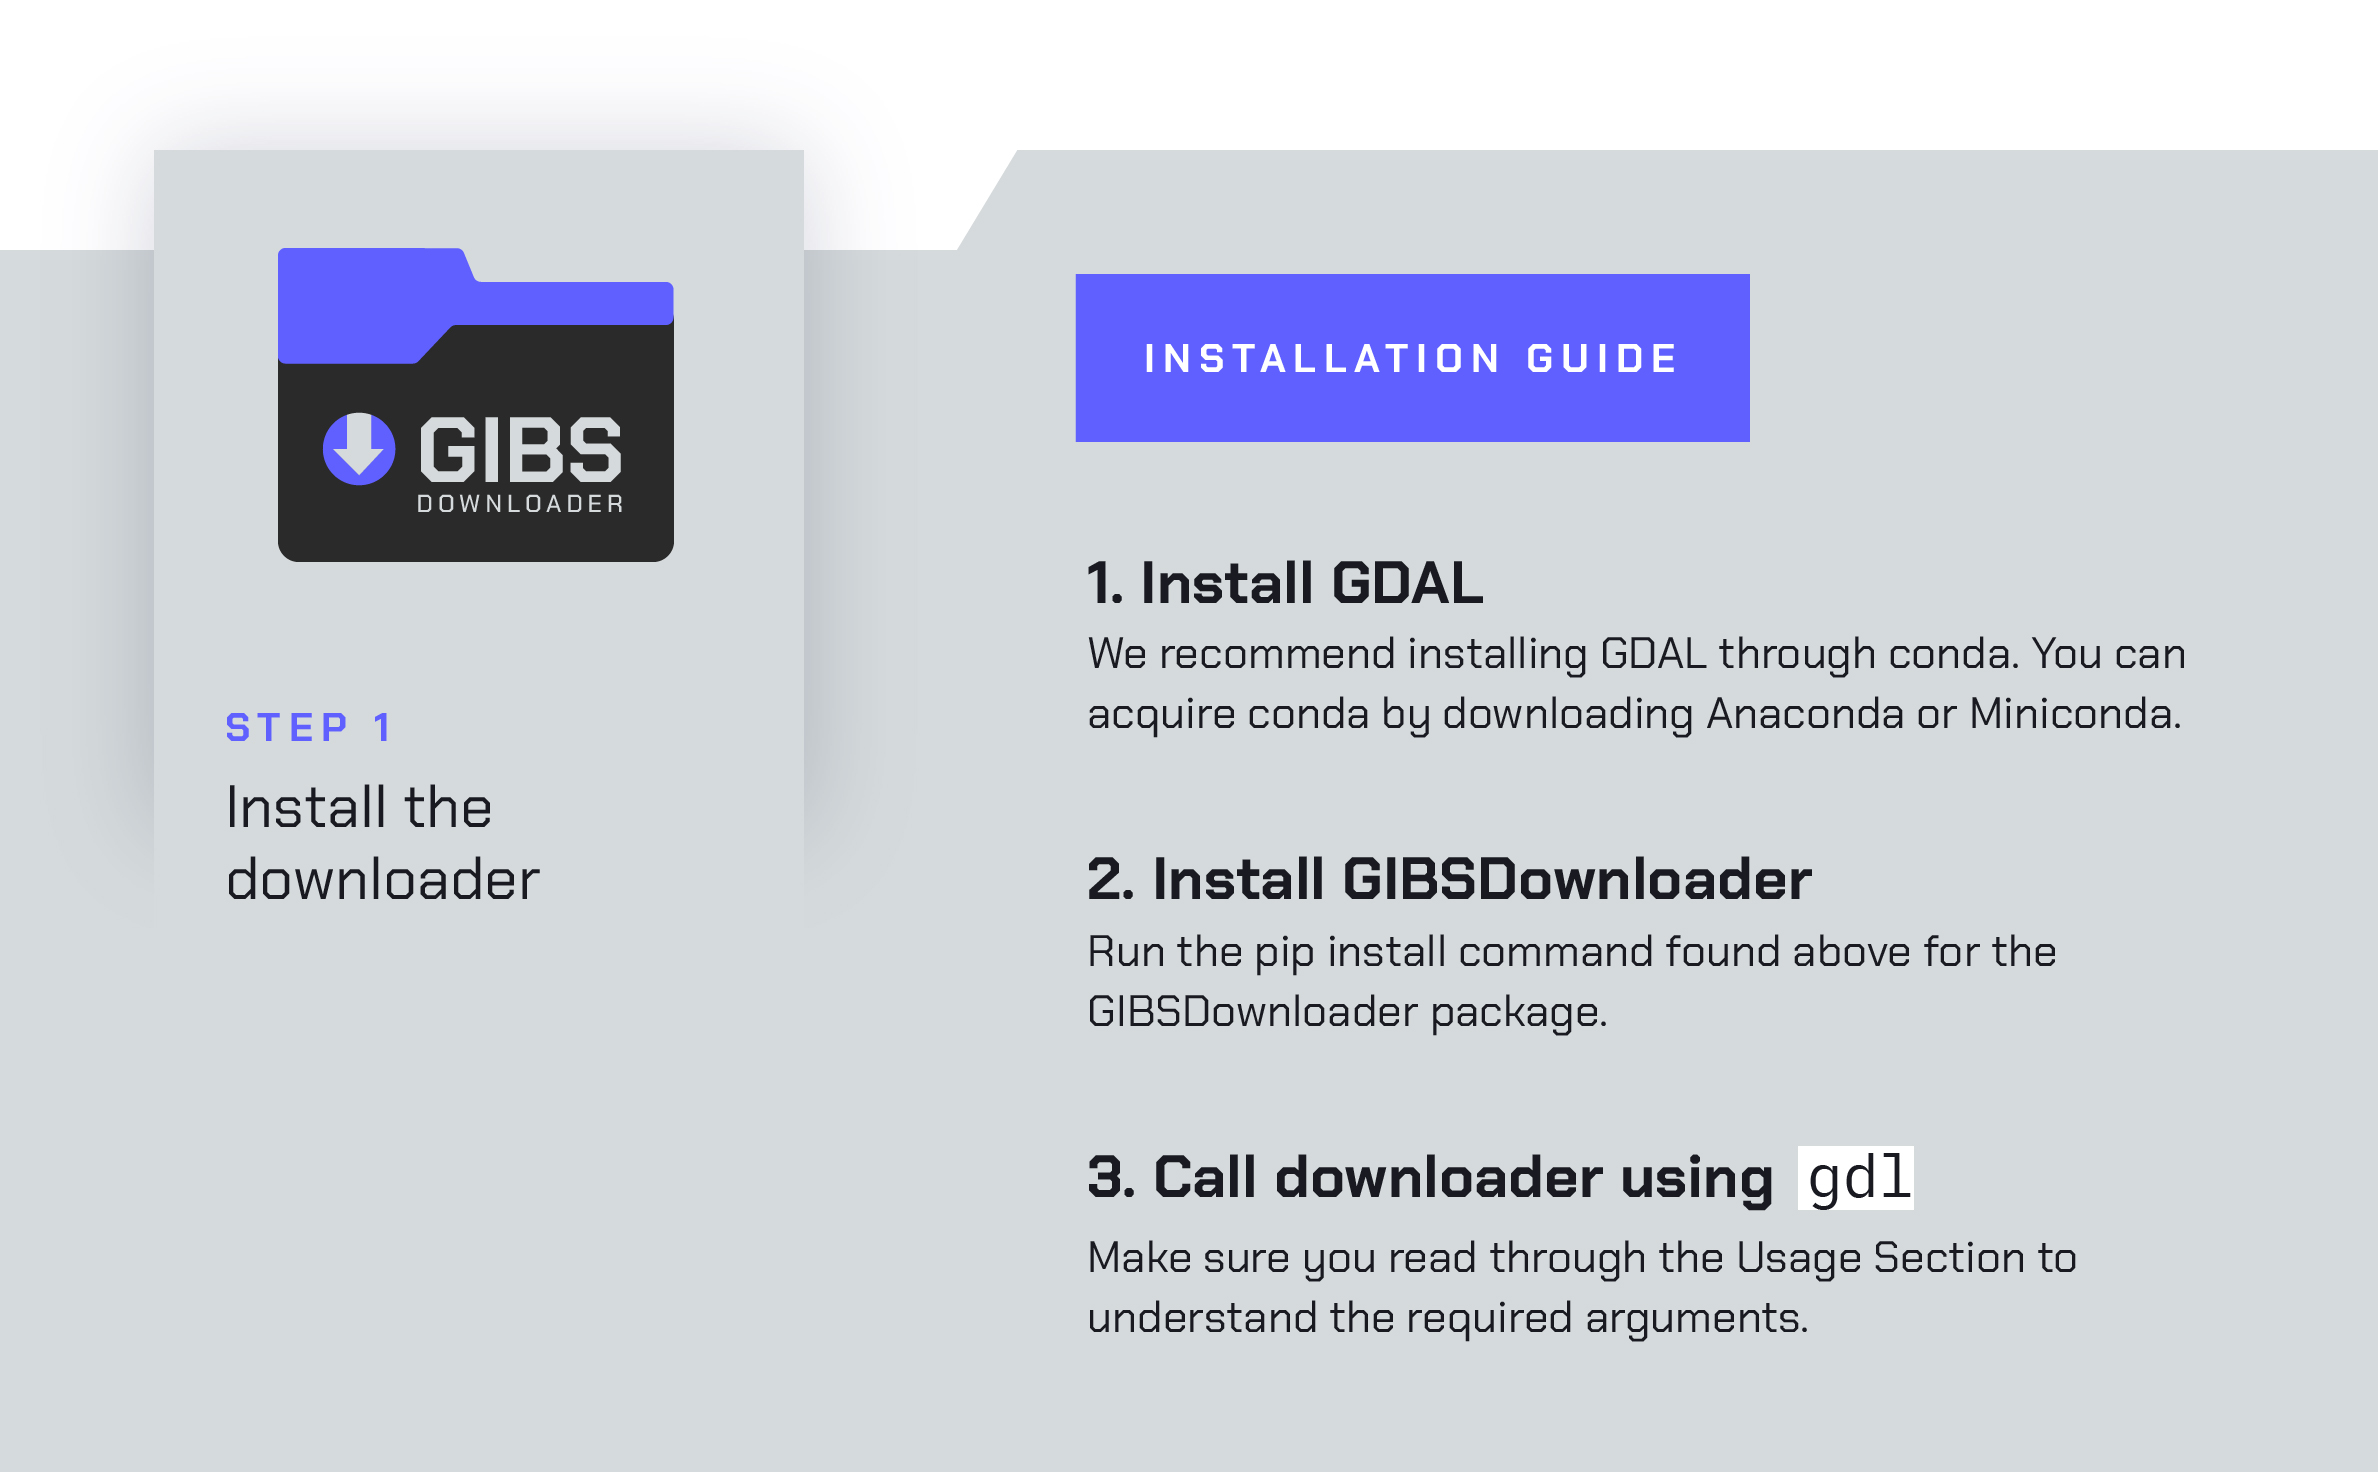 GIBS
DOWNLOADER
STEP 1
Install the
downloader
INSTALLATION GUIDE
1. Install GDAL
We recommend installing GDAL through conda. You can
acquire conda by downloading Anaconda or Miniconda.
2. Install GIBSDownloader
Run the pip install command found above for the
GIBSDownloader package.
3. Call downloader using gdl
Make sure you read through the Usage Section to
understand the required arguments.